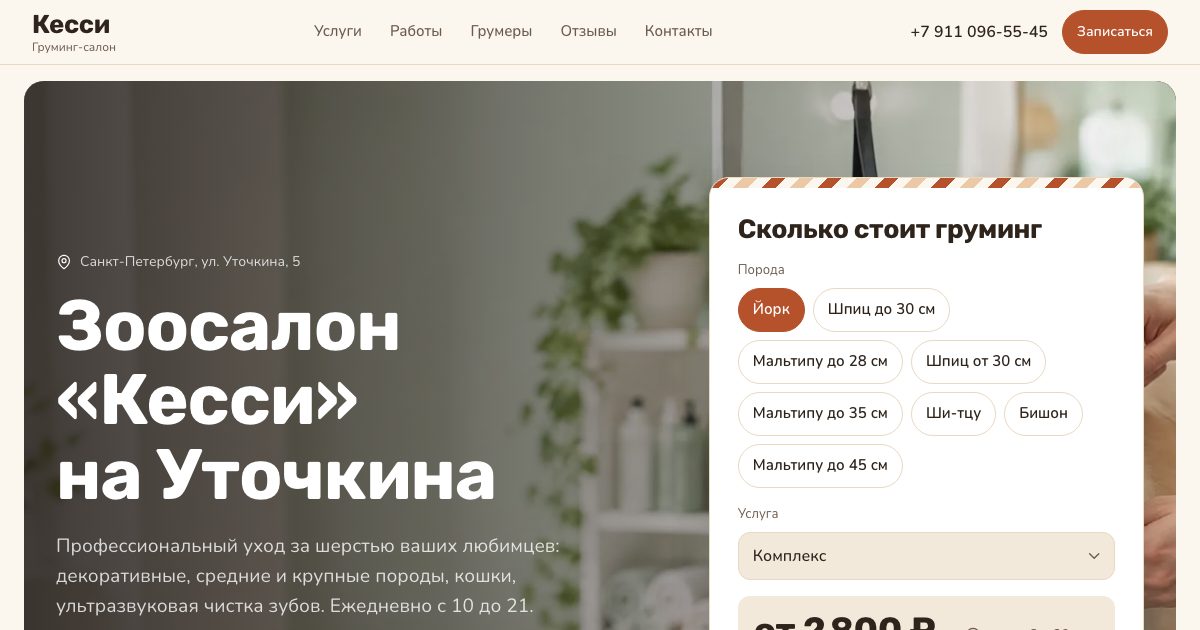 Кесси
Груминг-салон
Услуги Работы Грумеры Отзывы Контакты
+7 911 096-55-45
Записаться
Санкт-Петербург, ул. Уточкина, 5
Зоосалон
«Кесси»
на Уточкина
Профессиональный уход за шерстью ваших любимцев:
декоративные, средние и крупные породы, кошки,
ультразвуковая чистка зубов. Ежедневно с 10 до 21.
Сколько стоит груминг
Порода
Йорк Шпиц до 30 см
Мальтипу до 28 см Шпиц от 30 см
Мальтипу до 35 см Ши-тцу Бишон
Мальтипу до 45 см
Услуга
Комплекс
от 2 800 ₽